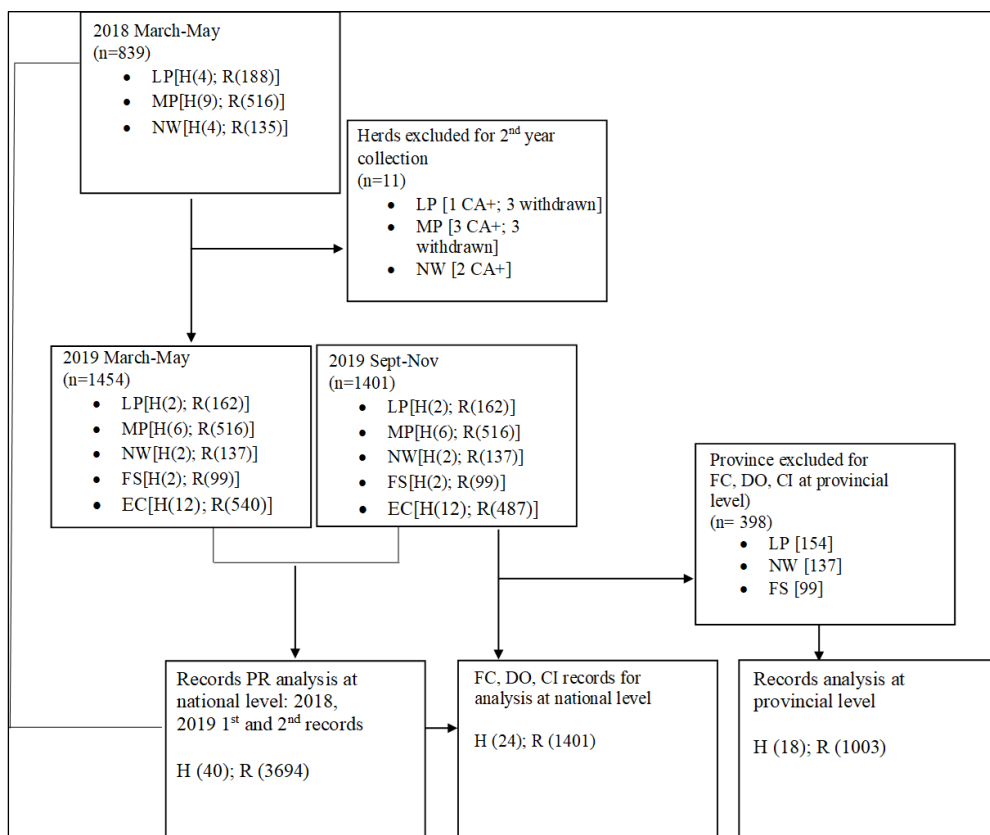 2018 March-May
(n=839)
• LP[H(4); R(188)]
• MP[H(9); R(516)]
• NW[H(4); R(135)]
Herds excluded for 2nd year
collection
(n=11)
• LP [1 CA+; 3 withdrawn]
• MP [3 CA+; 3
withdrawn]
• NW [2 CA+]
2019 March-May
(n=1454)
• LP[H(2); R(162)]
• MP[H(6); R(516)]
• NW[H(2); R(137)]
• FS[H(2); R(99)]
• EC[H(12); R(540)]
2019 Sept-Nov
(n=1401)
• LP[H(2); R(162)]
• MP[H(6); R(516)]
• NW[H(2); R(137)]
• FS[H(2); R(99)]
• EC[H(12); R(487)]
Province excluded for
FC, DO, CI at provincial
level)
(n= 398)
• LP [154]
• NW [137]
• FS [99]
Records PR analysis at
national level: 2018,
2019 1st and 2nd records
H (40); R (3694)
FC, DO, CI records for
analysis at national level
H (24); R (1401)
Records analysis at
provincial level
H (18); R (1003)